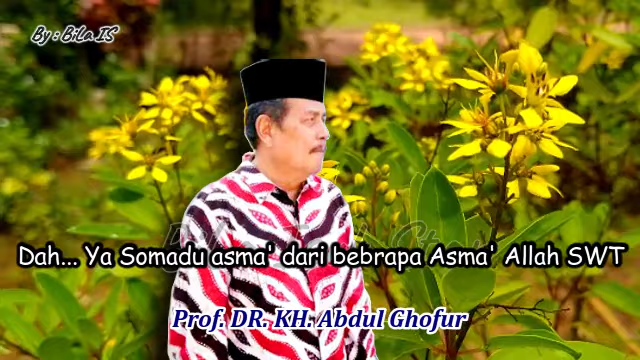 By : BiLa IS
Dah... Ya Somadu asma' dari bebrapa Asma' Allah SWT
Prof. DR. KH. Abdul Ghofur